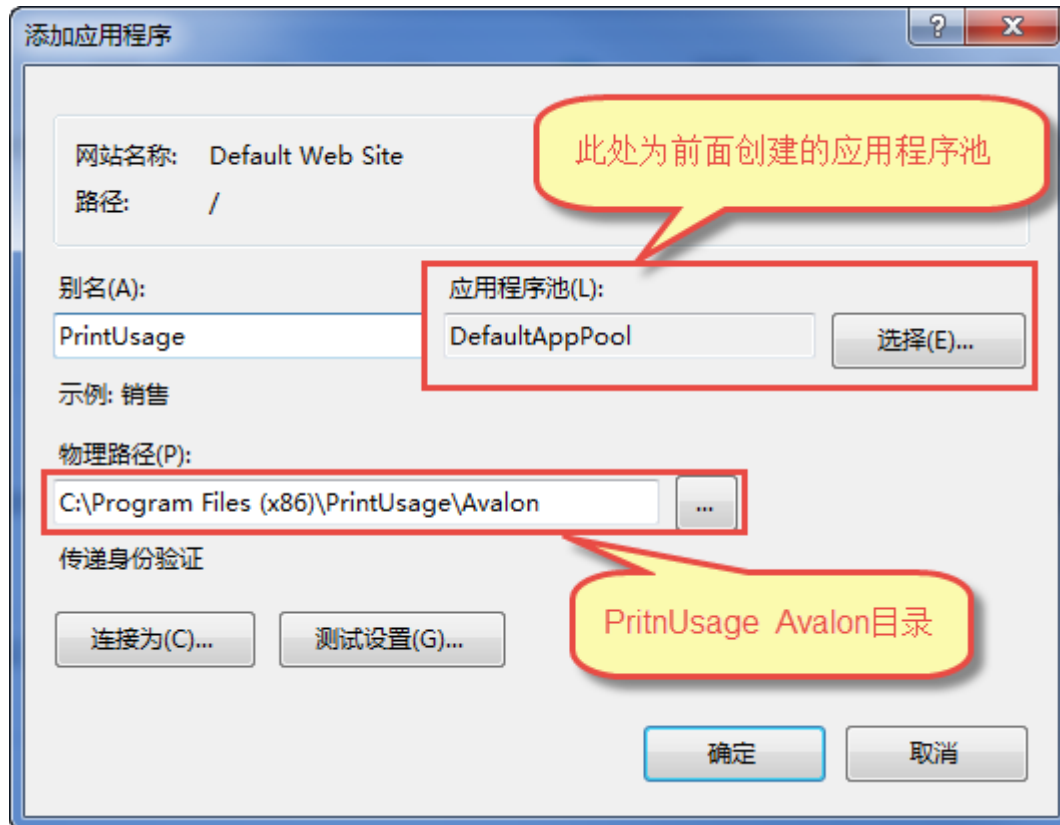 添加应用程序
网站名称: Default Web Site
此处为前面创建的应用程序池
路径: /
别名(A):
应用程序池(L):
PrintUsage
DefaultAppPool
选择(E)...
示例: 销售
物理路径(P):
C:\Program Files (x86)\PrintUsage\Avalon
...
传递身份验证
PritnUsage Avalon目录
连接为(C)...
测试设置(G)...
确定
取消